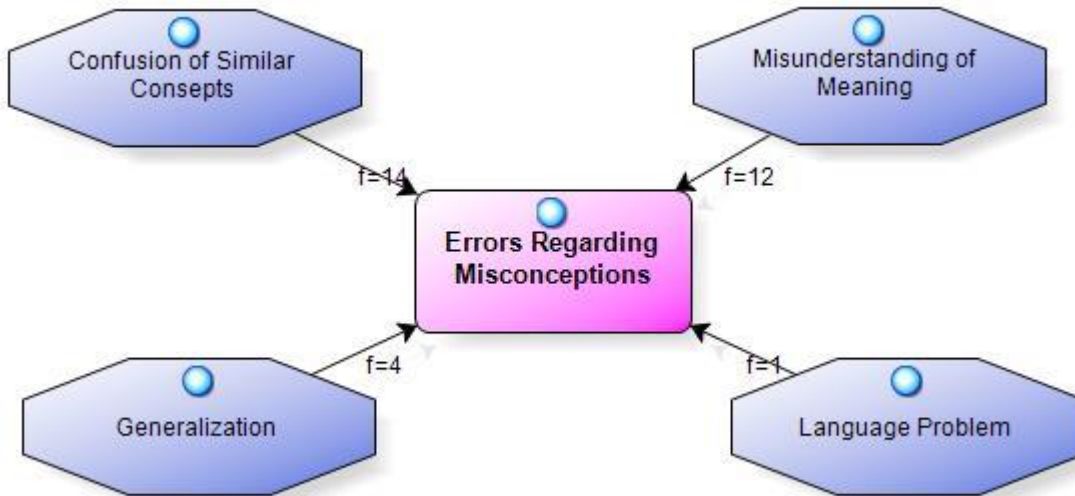 Confusion of Similar
Consepts
Misunderstanding of
Meaning
f=14
f=12
Errors Regarding
Misconceptions
f=4
f=1
Generalization
Language Problem